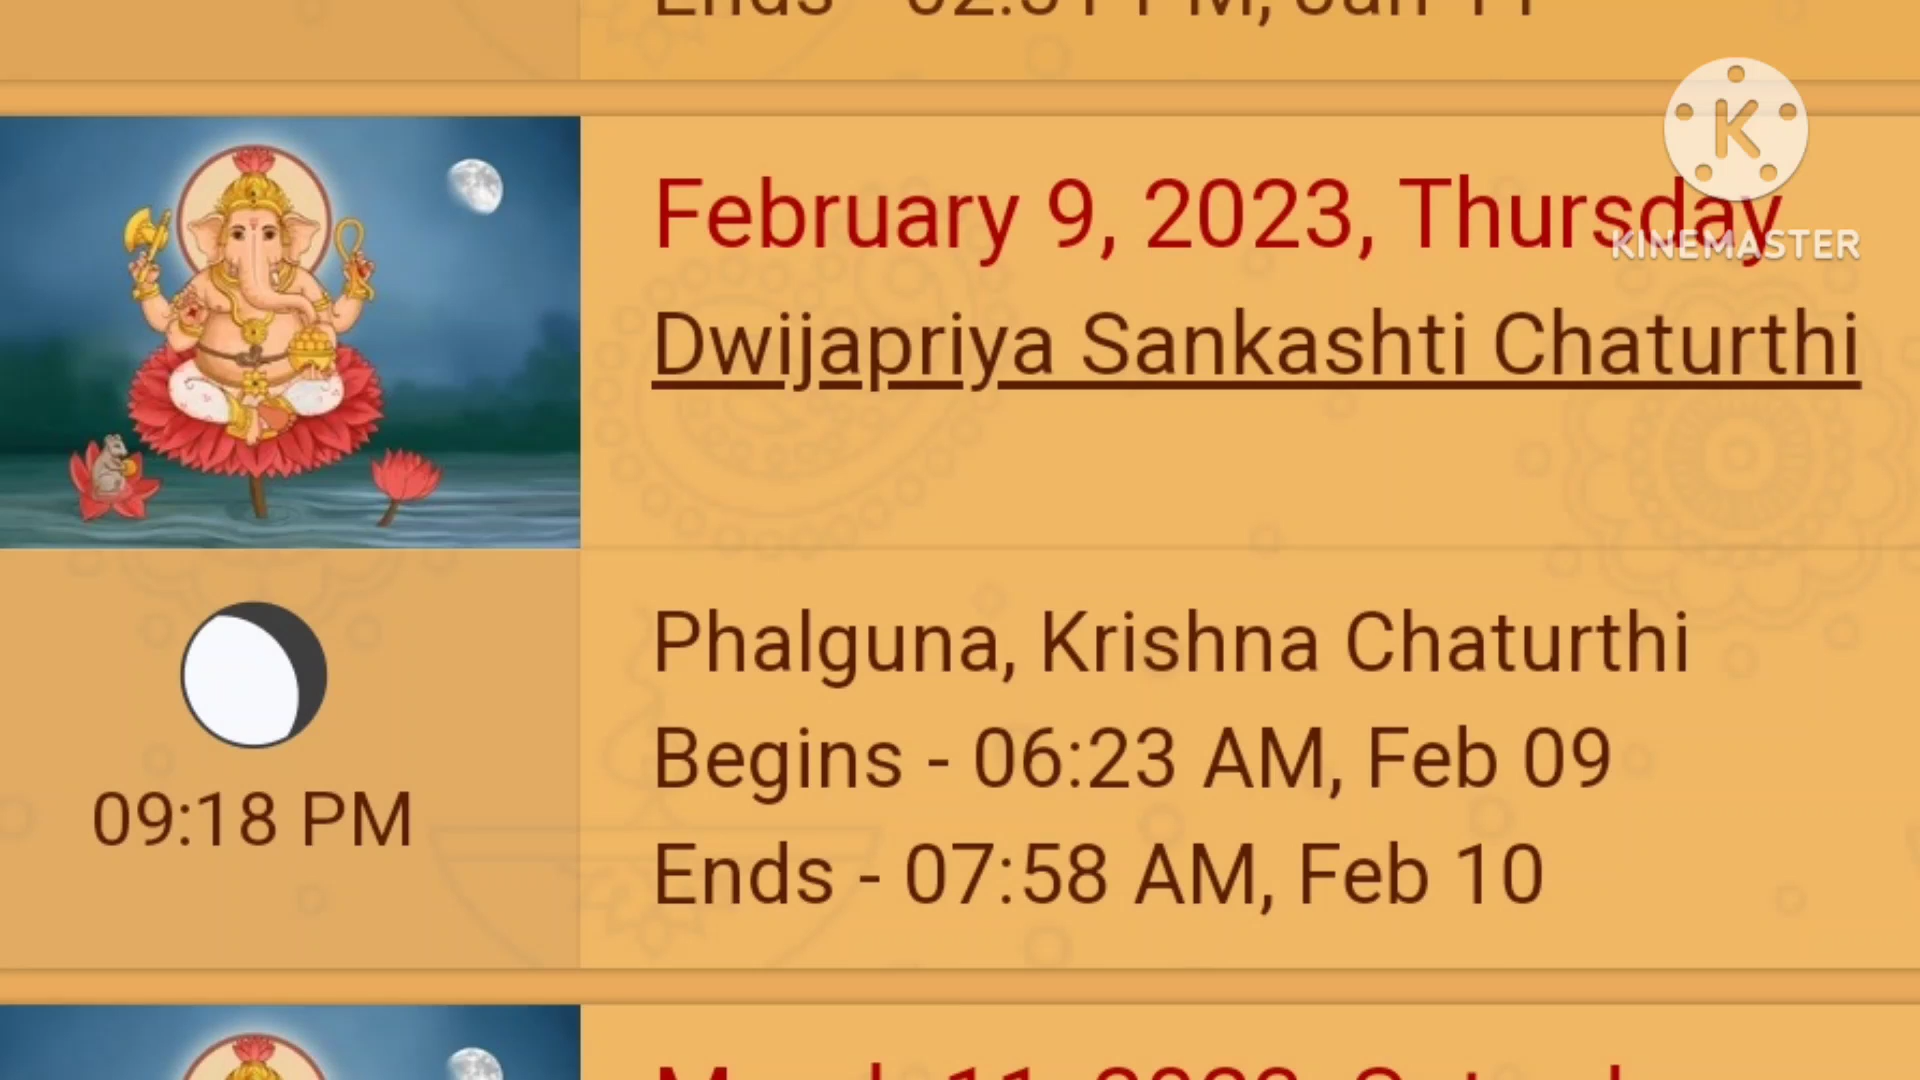 February 9, 2023, Thursday
KINEMASTER
Dwijapriya Sankashti Chaturthi
Phalguna, Krishna Chaturthi
Begins - 06:23 AM, Feb 09
09:18 PM
Ends - 07:58 AM, Feb 10